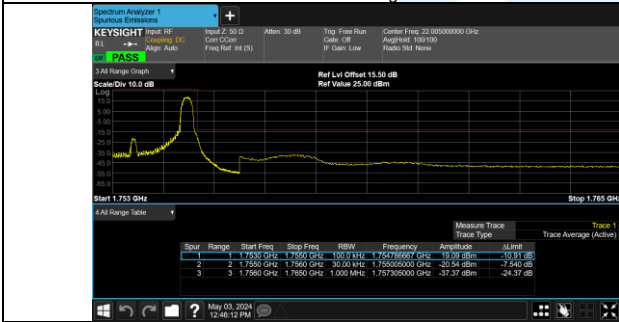 Spectrum Analyzer 1
Spurious Emissions
+
KEYSIGHT Input: RF Input Z: 50 Ω Atten: 30 dB Trig: Free Run Center Freq: 22.005000000 GHz
RL Coupling: DC Corr CCorr Gate: Off Avg|Hold: 100/100
Align: Auto Freq Ref: Int (S) IF Gain: Low Radio Std: None
PASS
3 All Range Graph Ref Lvl Offset 15.50 dB
Scale/Div 10.0 dB Ref Value 25.00 dBm
Log
15.0
5.00
-5.00
-15.0
-25.0
-35.0
-45.0
-55.0
-65.0
Start 1.753 GHz Stop 1.765 GHz
4 All Range Table
Measure Trace Trace 1
Trace Type Trace Average (Active)
Spur Range Start Freq Stop Freq RBW Frequency Amplitude ΔLimit
1 1 1.7530 GHz 1.7550 GHz 100.0 kHz 1.754786667 GHz 19.09 dBm -10.91 dB
2 2 1.7550 GHz 1.7560 GHz 30.00 kHz 1.755005000 GHz -20.54 dBm -7.540 dB
3 3 1.7560 GHz 1.7650 GHz 1.000 MHz 1.757305000 GHz -37.37 dBm -24.37 dB
? May 03, 2024
12:46:12 PM